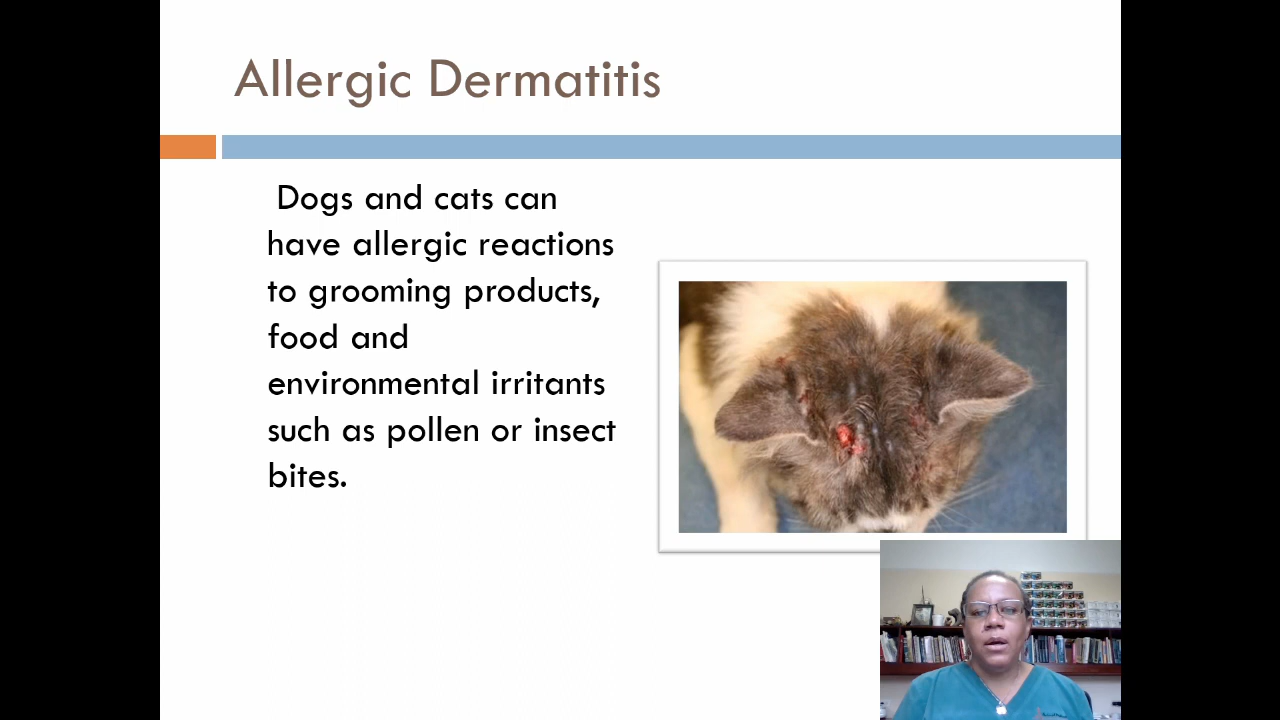 Allergic Dermatitis
Dogs and cats can
have allergic reactions
to grooming products,
food and
environmental irritants
such as pollen or insect
bites.